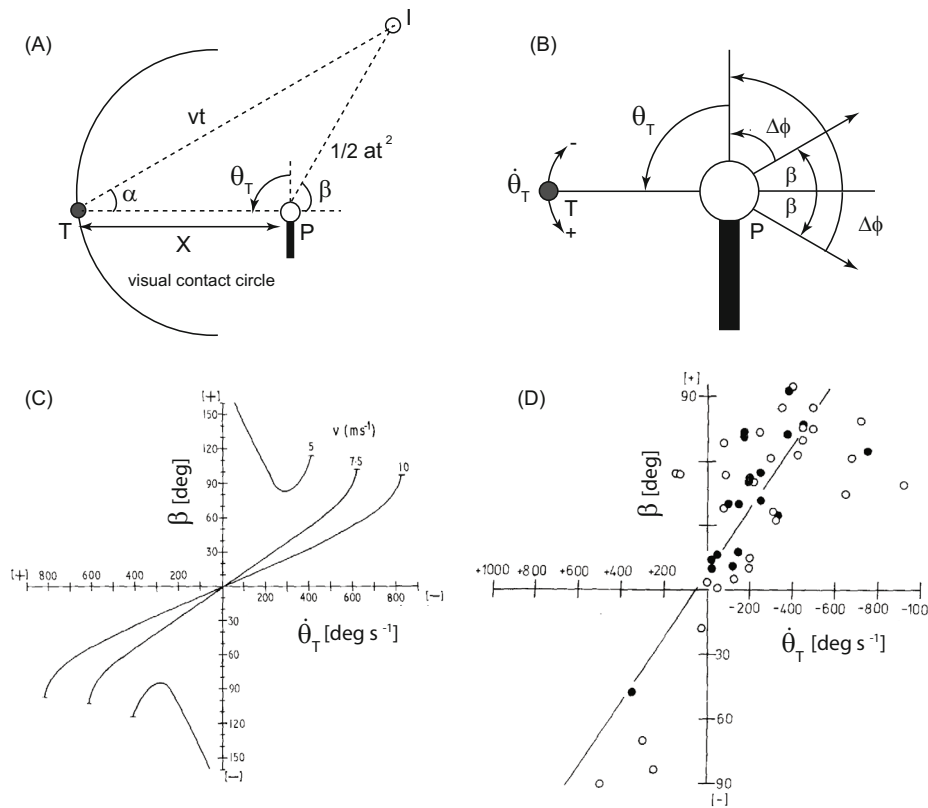 (A)
I
vt
1/2 at²
α
θT
β
T
X
P
visual contact circle
(B)
θT
Δϕ
-
θ̇T
T
+
β
β
P
Δϕ
(C)
[+]
150
120
90
60
30
v (ms⁻¹)
5
7·5
10
β [deg]
[+]
800
600
400
200
200
400
600
800
[–]
θ̇T [deg s⁻¹]
30
60
90
120
150
[–]
(D)
[+]
90
β [deg]
θ
+1000
+800
+600
+400
+200
-200
-400
-600
-800
-100
θ̇T [deg s⁻¹]
-30
-60
90
[-]